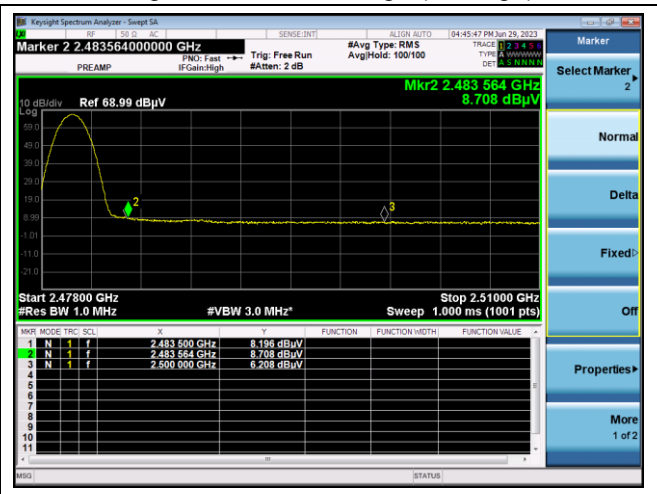 Keysight Spectrum Analyzer - Swept SA
LXI RF 50 Ω AC SENSE:INT ALIGN AUTO 04:45:47 PM Jun 29, 2023
Marker 2 2.483564000000 GHz
PREAMP
PNO: Fast
IFGain:High
Trig: Free Run
#Atten: 2 dB
#Avg Type: RMS
Avg|Hold: 100/100
TRACE 1 2 3 4 5 6
TYPE A WWWWW
DET A S N N N N
Mkr2 2.483 564 GHz
8.708 dBµV
10 dB/div Ref 68.99 dBµV
Log
59.0
49.0
39.0
29.0
19.0
8.99
-1.01
-11.0
-21.0
2
3
Start 2.47800 GHz
Stop 2.51000 GHz
#Res BW 1.0 MHz #VBW 3.0 MHz* Sweep 1.000 ms (1001 pts)
MKR MODE TRC SCL X Y FUNCTION FUNCTION WIDTH FUNCTION VALUE
1 N 1 f 2.483 500 GHz 8.196 dBuV
2 N 1 f 2.483 564 GHz 8.708 dBuV
3 N 1 f 2.500 000 GHz 6.208 dBuV
4
5
6
7
8
9
10
11
MSG STATUS
Marker
Select Marker
2
Normal
Delta
Fixed
Off
Properties
More
1 of 2